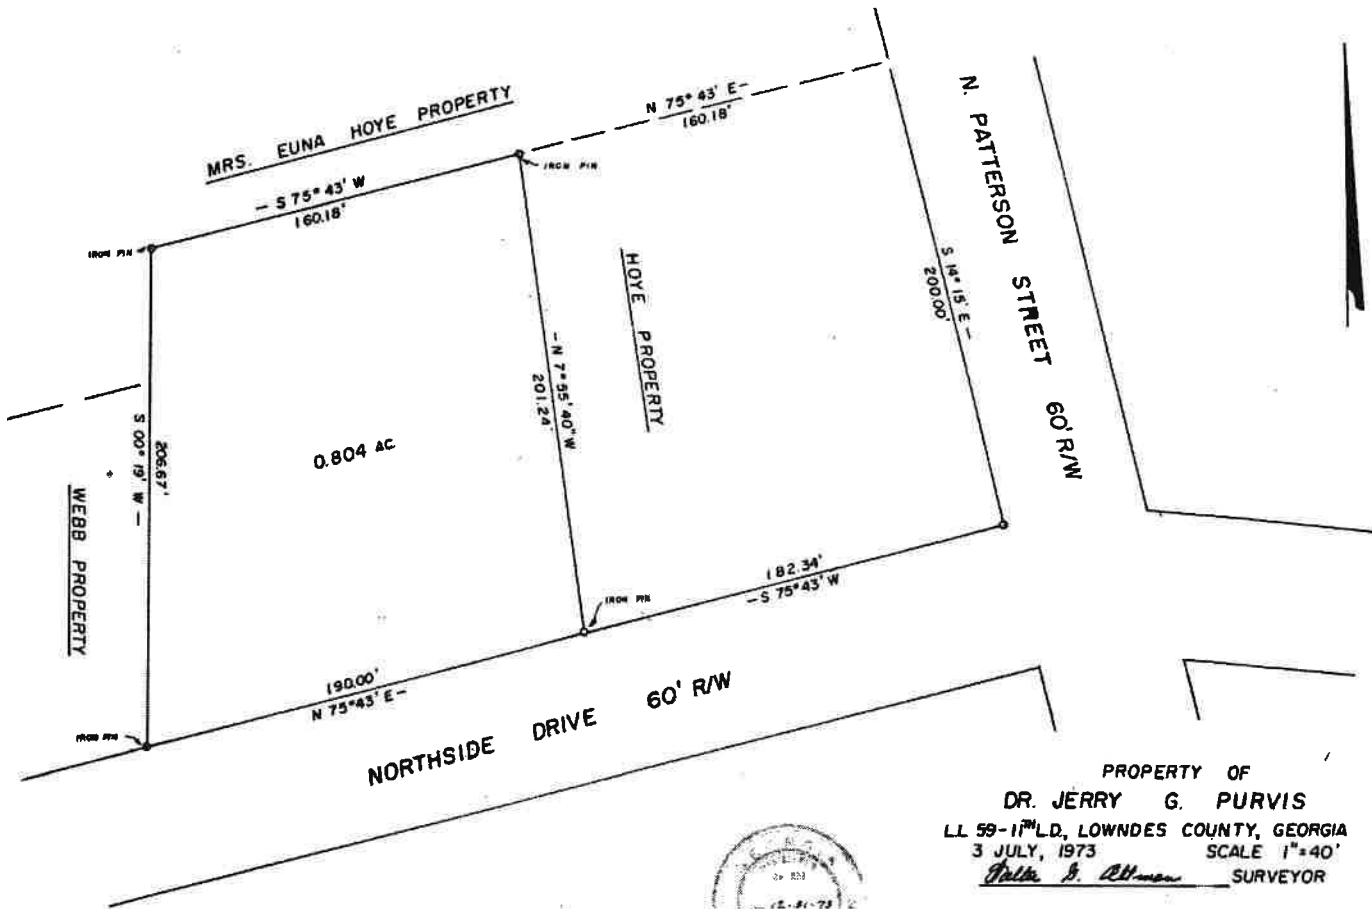 MRS. EUNA HOYE PROPERTY
N 75° 43' E-
160.18'
- S 75° 43' W
160.18'
IRON PIN
IRON PIN
HOYE PROPERTY
- N 7° 55' 40" W
201.24'
S 14° 15' E -
200.00'
N. PATTERSON STREET 60' R/W
0.804 AC.
206.67'
S 00° 19' W -
WEBB PROPERTY
182.34'
- S 75° 43' W
IRON PIN
190.00'
N 75° 43' E -
IRON PIN
NORTHSIDE DRIVE 60' R/W
PROPERTY OF
DR. JERRY G. PURVIS
L.L 59-11TH L.D., LOWNDES COUNTY, GEORGIA
3 JULY, 1973 SCALE 1"=40'
SURVEYOR